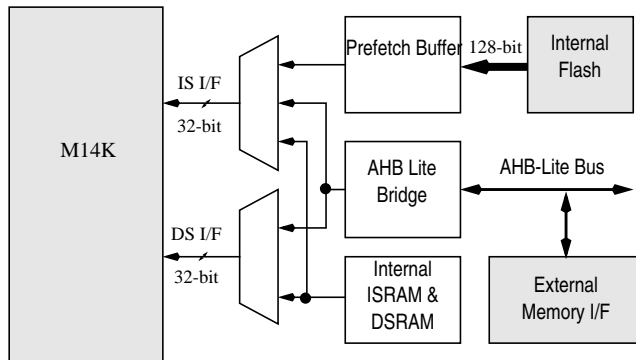 Prefetch Buffer
128-bit
Internal
Flash
IS I/F
32-bit
M14K
AHB Lite
Bridge
AHB-Lite Bus
DS I/F
32-bit
Internal
ISRAM &
DSRAM
External
Memory I/F